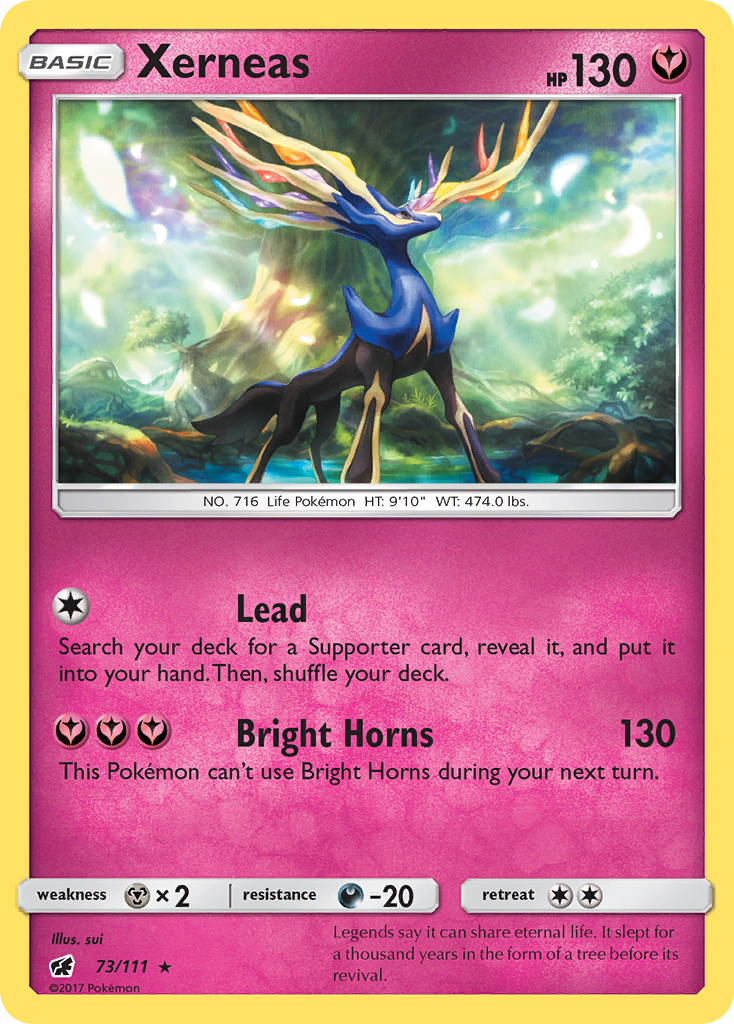 BASIC Xerneas HP 130
NO. 716 Life Pokémon HT: 9'10" WT: 474.0 lbs.
Lead
Search your deck for a Supporter card, reveal it, and put it
into your hand. Then, shuffle your deck.
Bright Horns 130
This Pokémon can't use Bright Horns during your next turn.
weakness ×2 resistance -20 retreat
Illus. sui
73/111 ★
©2017 Pokémon
Legends say it can share eternal life. It slept for
a thousand years in the form of a tree before its
revival.